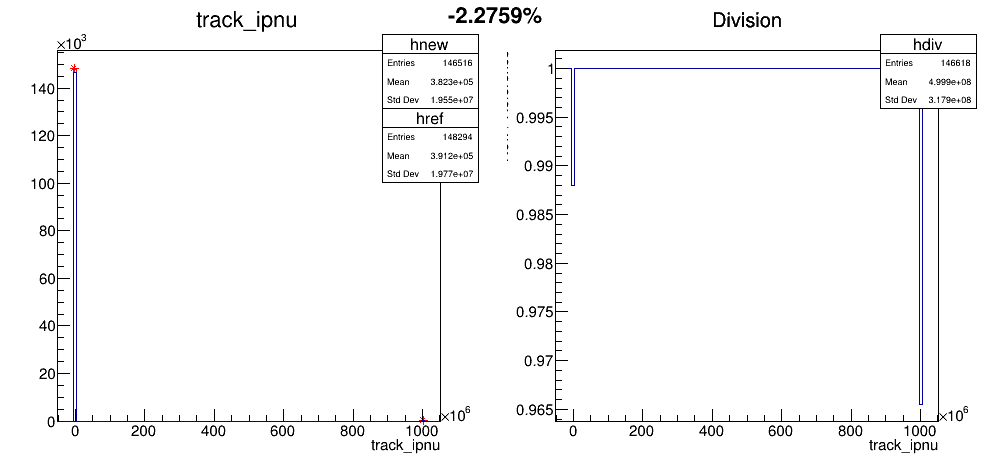 -2.2759%
track_ipnu
×10³
hnew
Entries 146516
Mean 3.823e+05
Std Dev 1.955e+07
href
Entries 148294
Mean 3.912e+05
Std Dev 1.977e+07
140
120
100
80
60
40
20
0
0 200 400 600 800 1000 ×10⁶
track_ipnu
Division
hdiv
Entries 146618
Mean 4.999e+08
Std Dev 3.179e+08
1
0.995
0.99
0.985
0.98
0.975
0.97
0.965
0 200 400 600 800 1000 ×10⁶
track_ipnu